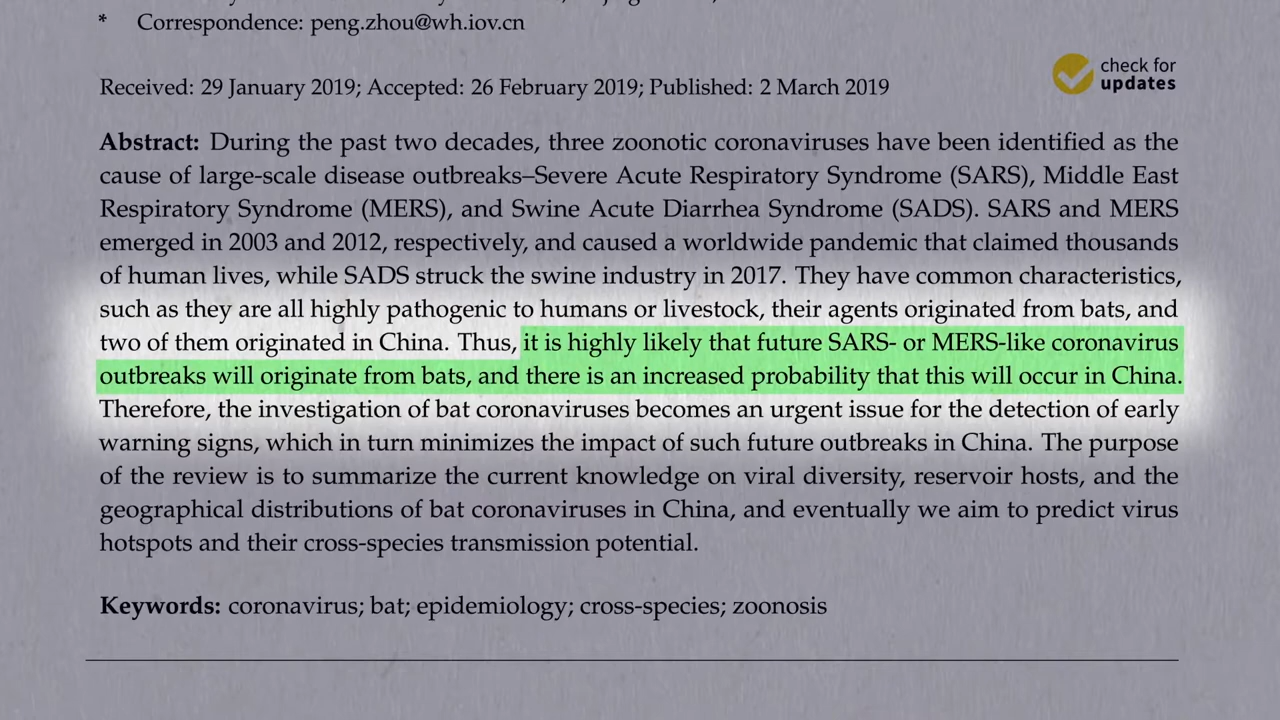 * Correspondence: peng.zhou@wh.iov.cn
check for
updates
Received: 29 January 2019; Accepted: 26 February 2019; Published: 2 March 2019
Abstract: During the past two decades, three zoonotic coronaviruses have been identified as the
cause of large-scale disease outbreaks–Severe Acute Respiratory Syndrome (SARS), Middle East
Respiratory Syndrome (MERS), and Swine Acute Diarrhea Syndrome (SADS). SARS and MERS
emerged in 2003 and 2012, respectively, and caused a worldwide pandemic that claimed thousands
of human lives, while SADS struck the swine industry in 2017. They have common characteristics,
such as they are all highly pathogenic to humans or livestock, their agents originated from bats, and
two of them originated in China. Thus, it is highly likely that future SARS- or MERS-like coronavirus
outbreaks will originate from bats, and there is an increased probability that this will occur in China.
Therefore, the investigation of bat coronaviruses becomes an urgent issue for the detection of early
warning signs, which in turn minimizes the impact of such future outbreaks in China. The purpose
of the review is to summarize the current knowledge on viral diversity, reservoir hosts, and the
geographical distributions of bat coronaviruses in China, and eventually we aim to predict virus
hotspots and their cross-species transmission potential.
Keywords: coronavirus; bat; epidemiology; cross-species; zoonosis